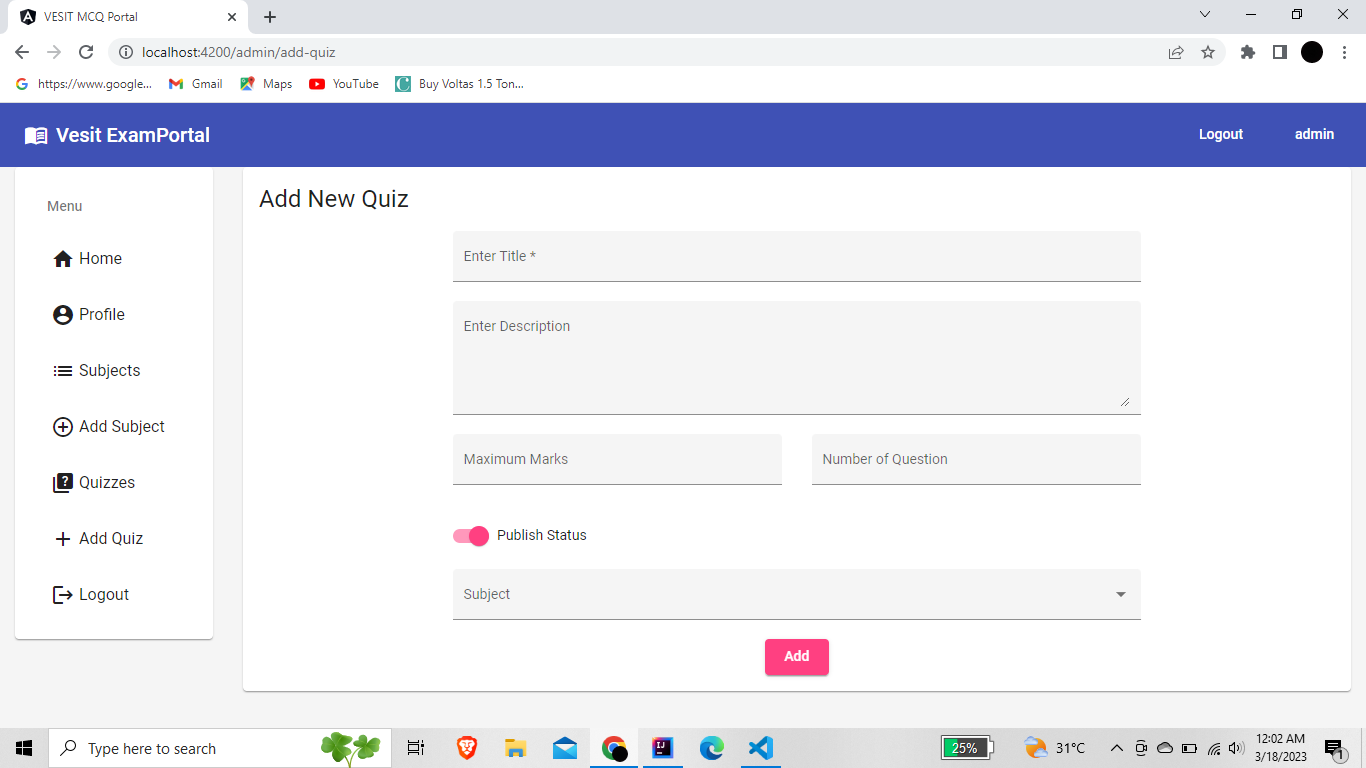 VESIT MCQ Portal
localhost:4200/admin/add-quiz
https://www.google... Gmail Maps YouTube Buy Voltas 1.5 Ton...
Vesit ExamPortal Logout admin
Menu
Home
Profile
Subjects
Add Subject
Quizzes
Add Quiz
Logout
Add New Quiz
Enter Title *
Enter Description
Maximum Marks Number of Question
Publish Status
Subject
Add
Type here to search
25%
31°C
12:02 AM
3/18/2023
1